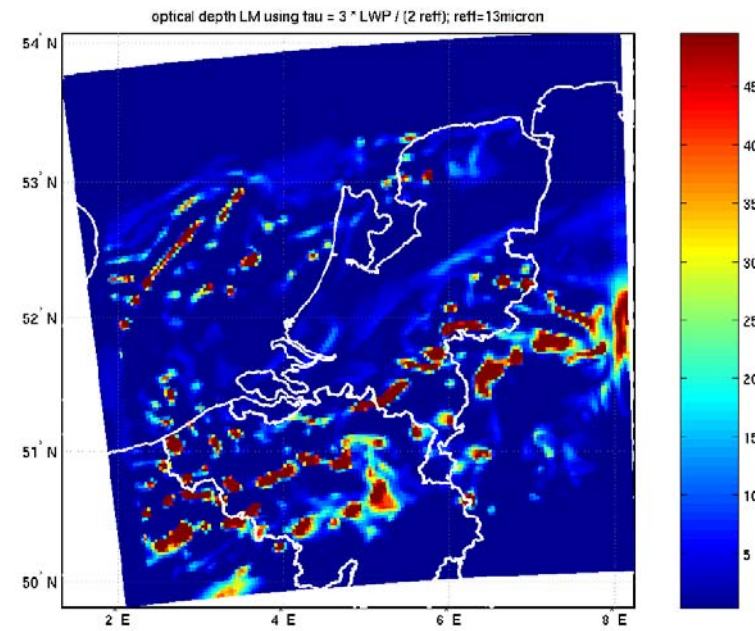 optical depth LM using tau = 3 * LWP / (2 reff); reff=13micron
54° N
53° N
52° N
51° N
50° N
2° E
4° E
6° E
8° E
45
40
35
30
25
20
15
10
5